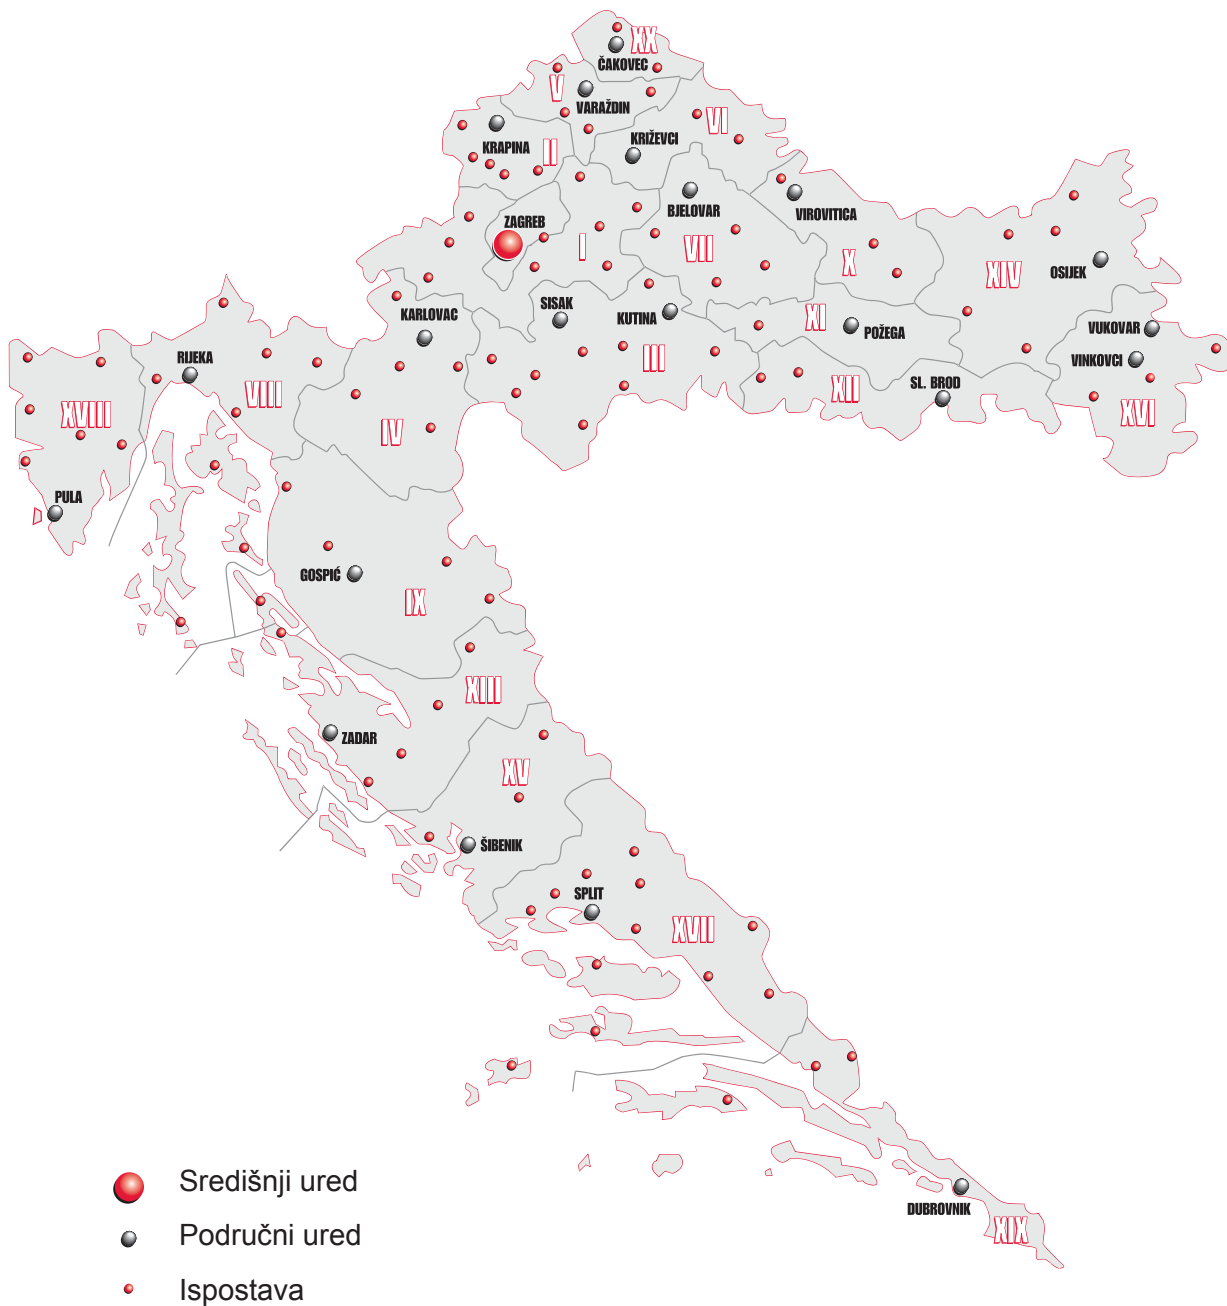 XX
ČAKOVEC
V
VARAŽDIN
VI
KRIŽEVCI
KRAPINA
II
BJELOVAR
VIROVITICA
ZAGREB
I
VII
X
XIV
OSIJEK
SISAK
KUTINA
XI
POŽEGA
VUKOVAR
KARLOVAC
RIJEKA
III
VINKOVCI
VIII
XII
SL. BROD
XVIII
IV
XVI
PULA
GOSPIĆ
IX
XIII
ZADAR
XV
ŠIBENIK
SPLIT
XVII
Središnji ured
DUBROVNIK
XIX
Područni ured
Ispostava